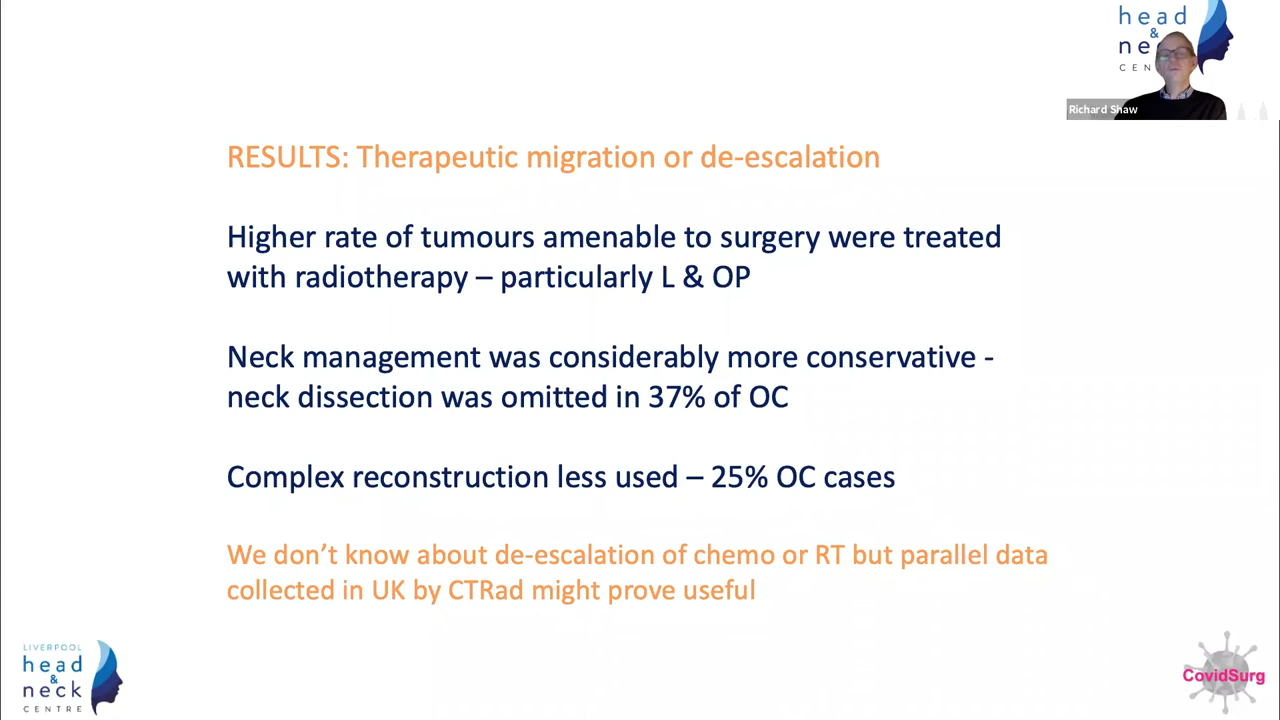 head
&
ne
CEN
Richard Shaw
RESULTS: Therapeutic migration or de-escalation
Higher rate of tumours amenable to surgery were treated
with radiotherapy – particularly L & OP
Neck management was considerably more conservative -
neck dissection was omitted in 37% of OC
Complex reconstruction less used – 25% OC cases
We don’t know about de-escalation of chemo or RT but parallel data
collected in UK by CTRad might prove useful
LIVERPOOL
head
&
neck
CENTRE
CovidSurg